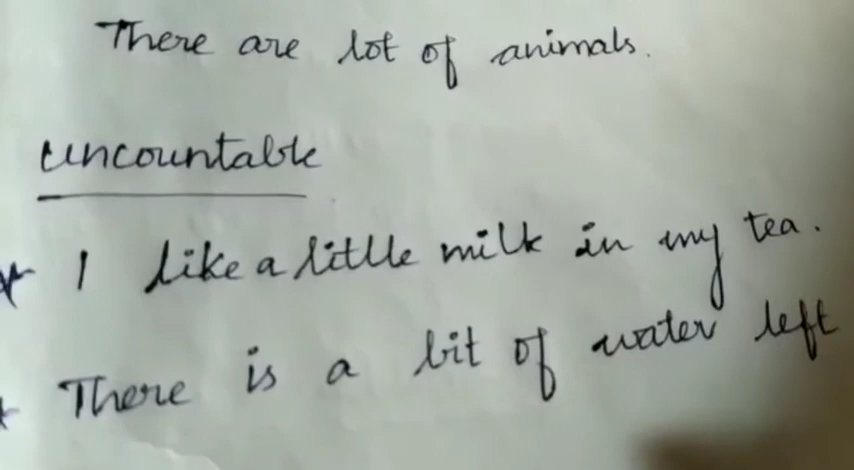 There are lot of animals.
Uncountable
* I like a little milk in my tea.
* There is a bit of water left